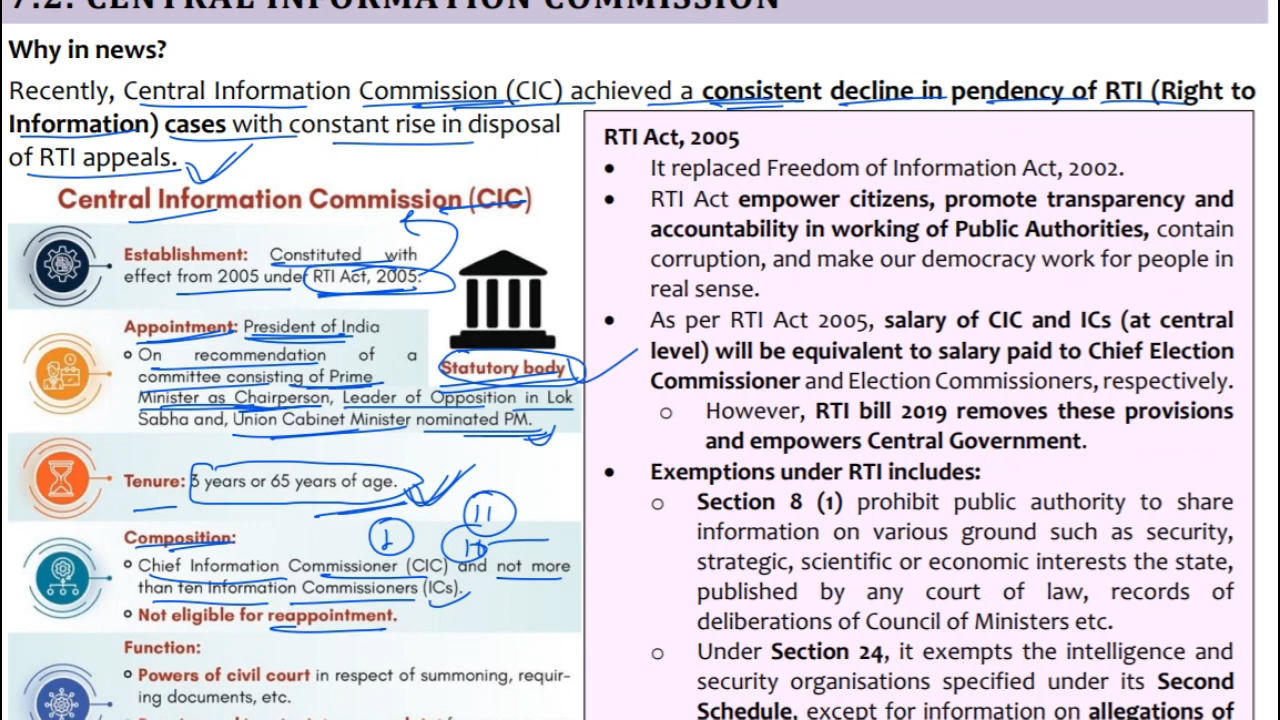 7.2. CENTRAL INFORMATION COMMISSION
Why in news?
Recently, Central Information Commission (CIC) achieved a consistent decline in pendency of RTI (Right to
Information) cases with constant rise in disposal
of RTI appeals.
Central Information Commission (CIC)
Establishment: Constituted with
effect from 2005 under RTI Act, 2005.
Appointment: President of India
On recommendation of a
committee consisting of Prime
Minister as Chairperson, Leader of Opposition in Lok
Sabha and, Union Cabinet Minister nominated PM.
Statutory body
Tenure: 3 years or 65 years of age.
11
1
10
Composition:
Chief Information Commissioner (CIC) and not more
than ten Information Commissioners (ICs).
Not eligible for reappointment.
Function:
Powers of civil court in respect of summoning, requir-
ing documents, etc.
RTI Act, 2005
• It replaced Freedom of Information Act, 2002.
• RTI Act empower citizens, promote transparency and
accountability in working of Public Authorities, contain
corruption, and make our democracy work for people in
real sense.
• As per RTI Act 2005, salary of CIC and ICs (at central
level) will be equivalent to salary paid to Chief Election
Commissioner and Election Commissioners, respectively.
o However, RTI bill 2019 removes these provisions
and empowers Central Government.
• Exemptions under RTI includes:
o Section 8 (1) prohibit public authority to share
information on various ground such as security,
strategic, scientific or economic interests the state,
published by any court of law, records of
deliberations of Council of Ministers etc.
o Under Section 24, it exempts the intelligence and
security organisations specified under its Second
Schedule, except for information on allegations of